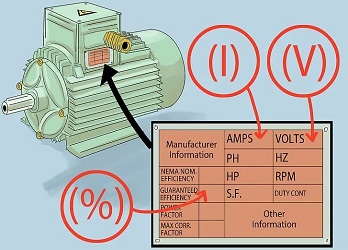 (I) (V)
Manufacturer
Information
AMPS VOLTS
PH HZ
NEMA NOM.
EFFICIENCY
HP RPM
(%)
GUARANTEED
EFFICIENCY
S.F. DUTY CONT
POWER
FACTOR
MAX CORR.
FACTOR
Other
Information